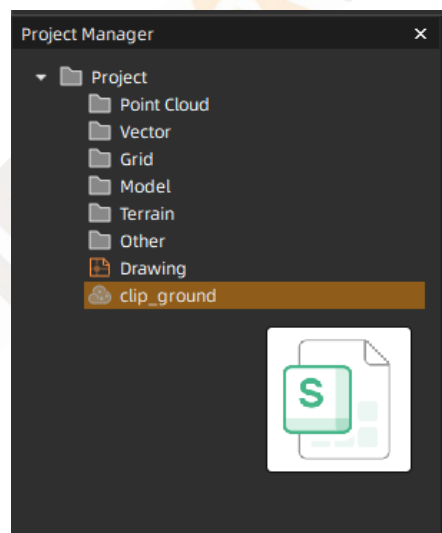 Project Manager ×
Project
Point Cloud
Vector
Grid
Model
Terrain
Other
Drawing
clip_ground
S